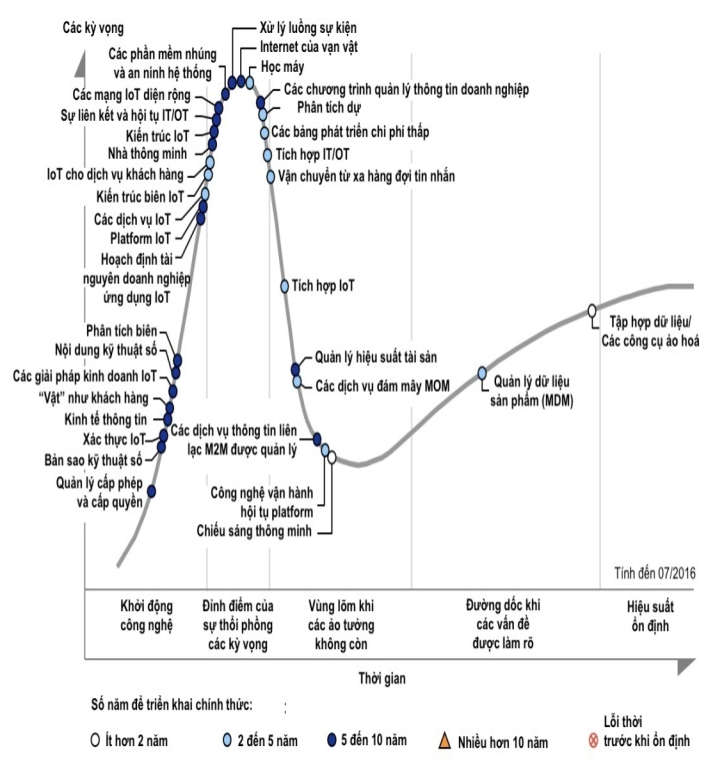 Các kỳ vọng
Xử lý luồng sự kiện
Internet của vạn vật
Học máy
Các phần mềm nhúng
và an ninh hệ thống
Các mạng IoT diện rộng
Sự liên kết và hội tụ IT/OT
Kiến trúc IoT
Nhà thông minh
IoT cho dịch vụ khách hàng
Kiến trúc biên IoT
Các dịch vụ IoT
Platform IoT
Hoạch định tài
nguyên doanh nghiệp
ứng dụng IoT
Phân tích biên
Nội dung kỹ thuật số
Các giải pháp kinh doanh IoT
“Vật” như khách hàng
Kinh tế thông tin
Xác thực IoT
Bản sao kỹ thuật số
Quản lý cấp phép
và cấp quyền
Các chương trình quản lý thông tin doanh nghiệp
Phân tích dự
Các bảng phát triển chi phí thấp
Tích hợp IT/OT
Vận chuyển từ xa hàng đợi tin nhắn
Tích hợp IoT
Quản lý hiệu suất tài sản
Các dịch vụ đám mây MOM
Các dịch vụ thông tin liên
lạc M2M được quản lý
Công nghệ vận hành
hội tụ platform
Chiếu sáng thông minh
Quản lý dữ liệu
sản phẩm (MDM)
Tập hợp dữ liệu/
Các công cụ ảo hoá
Tính đến 07/2016
Khởi động
công nghệ
Đỉnh điểm của
sự thổi phồng
các kỳ vọng
Vùng lõm khi
các ảo tưởng
không còn
Đường dốc khi
các vấn đề
được làm rõ
Hiệu suất
ổn định
Thời gian
Số năm để triển khai chính thức: :
Ít hơn 2 năm
2 đến 5 năm
5 đến 10 năm
Nhiều hơn 10 năm
Lỗi thời
trước khi ổn định